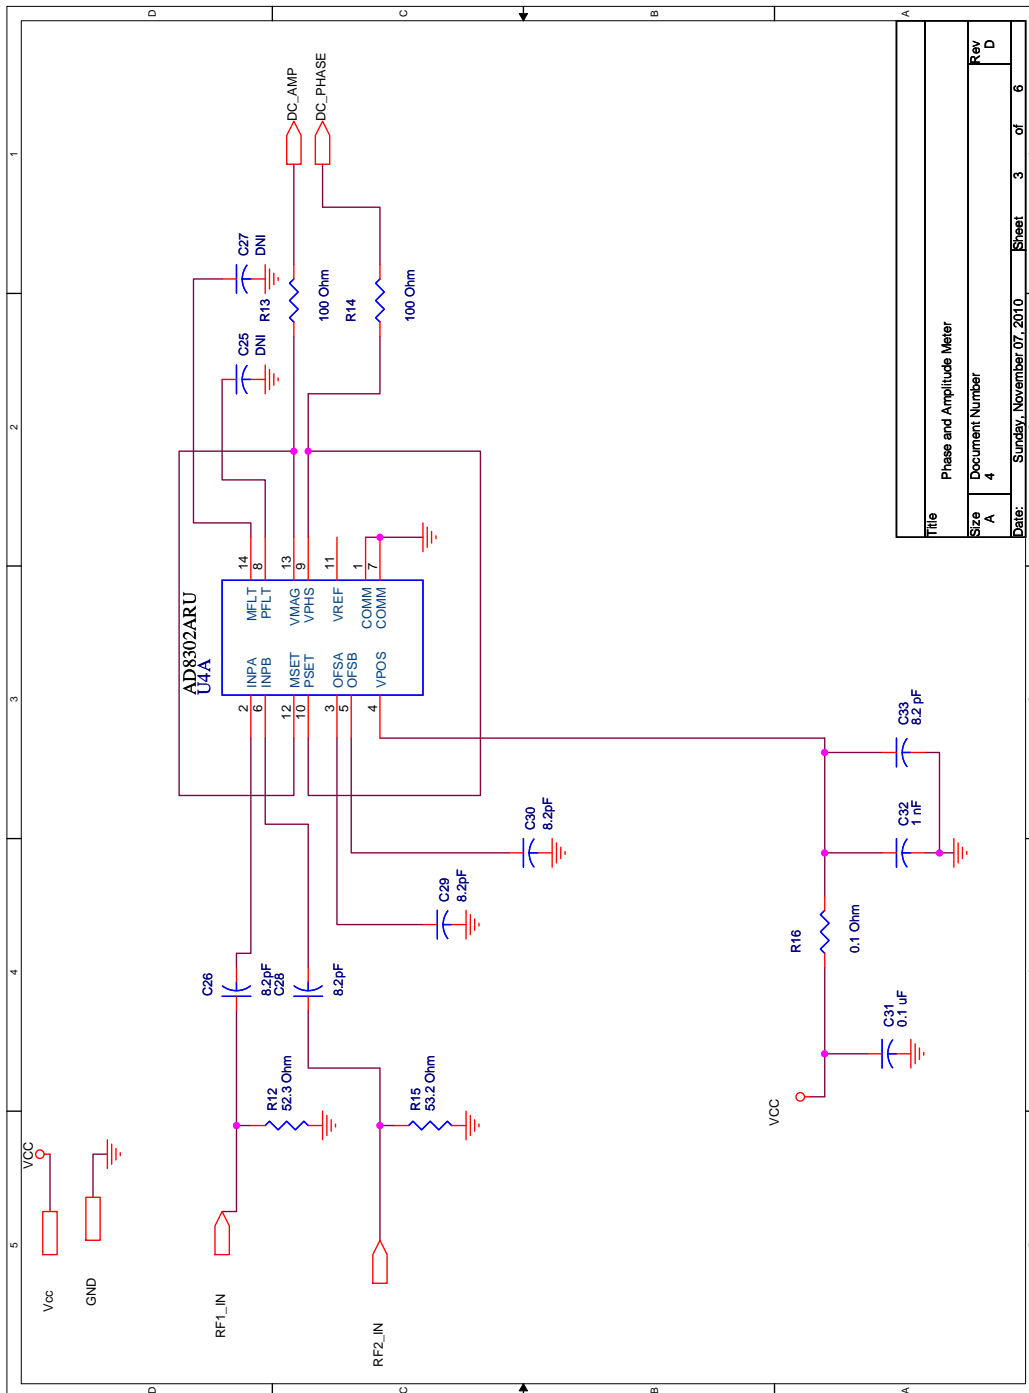 5
4
3
2
1
D
C
B
A
D
C
B
A
Vcc
VCC
GND
RF1_IN
RF2_IN
R12
52.3 Ohm
R15
53.2 Ohm
C26
8.2pF
C28
8.2pF
C29
8.2pF
C30
8.2pF
AD8302ARU
U4A
2
INPA
6
INPB
12
MSET
10
PSET
3
OFSA
5
OFSB
4
VPOS
MFLT
14
PFLT
8
VMAG
13
VPHS
9
VREF
11
COMM
1
COMM
7
C25
DNI
C27
DNI
R13
100 Ohm
R14
100 Ohm
DC_AMP
DC_PHASE
VCC
C31
0.1 uF
R16
0.1 Ohm
C32
1 nF
C33
8.2 pF
Title
Phase and Amplitude Meter
Size
A
Document Number
4
Rev
D
Date:
Sunday, November 07, 2010
Sheet
3
of
6